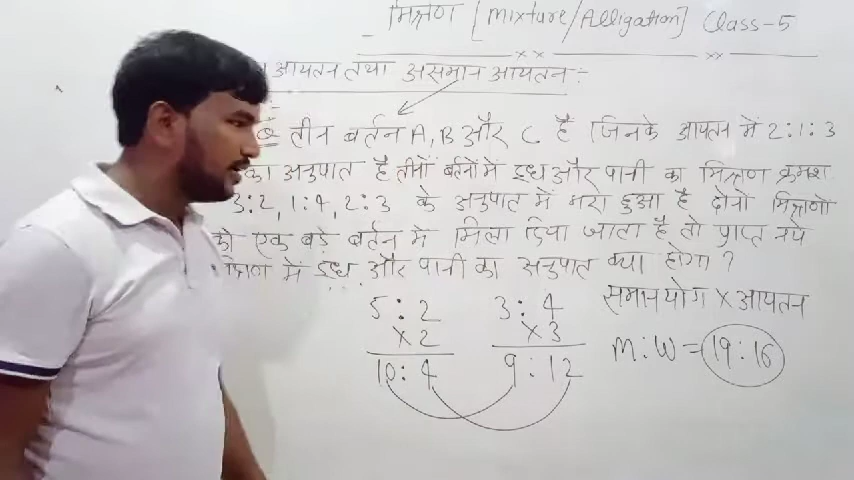 मिश्रण [Mixture/Alligation] Class-5
आयतन तथा असमान आयतन :-
तीन बर्तन A, B और C है जिनके आयतन में 2:1:3
का अनुपात है तीनों बर्तनों में दुध और पानी का मिश्रण क्रमश
3:2, 1:4, 2:3 के अनुपात में भरा हुआ है दोनो मिश्रणो
को एक बड़े बर्तन में मिला दिया जाता है तो प्राप्त नये
मिश्रण में दुध और पानी का अनुपात क्या होगा ?
समानयोग × आयतन
5:2 3:4
×2 ×3
10:4 9:12
M:W = 19:16